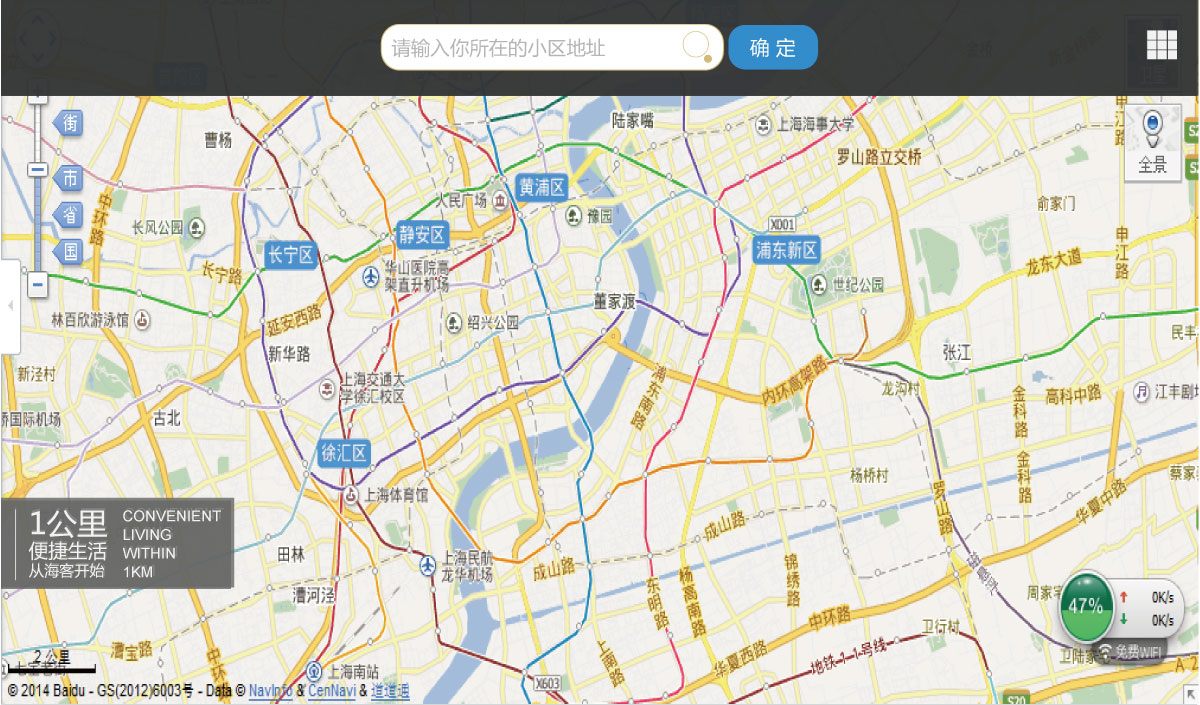 请输入你所在的小区地址
确 定
全景
街
市
省
国
陆家嘴
上海海事大学
曹杨
罗山路立交桥
申江路
黄浦区
人民广场
豫园
中环路
长风公园
静安区
X001
俞家门
长宁区
浦东新区
申江路
龙东大道
长宁路
华山医院高
架直升机场
世纪公园
董家渡
林百欣游泳馆
延安西路
绍兴公园
民丰
新华路
张江
新泾村
上海交通大
学徐汇校区
浦东南路
内环高架路
龙沟村
金科路
高科中路
江丰剧场
桥国际机场
古北
徐汇区
金科路
杨桥村
蔡家
上海体育馆
罗山路
华夏中路
1公里
便捷生活
从海客开始
CONVENIENT
LIVING
WITHIN
1KM
成山路
田林
上海民航
龙华机场
成山路
锦绣路
东明路
杨高南路
漕河泾
周家宅
47%
0K/s
0K/s
中环路
卫行村
免费WIFI
漕宝路
中环路
上南路
华夏西路
地铁-1-1-号线
2 公里
上海南站
X603
S20
A 2
© 2014 Baidu - GS(2012)6003号 - Data © NavInfo & CenNavi & 道道通